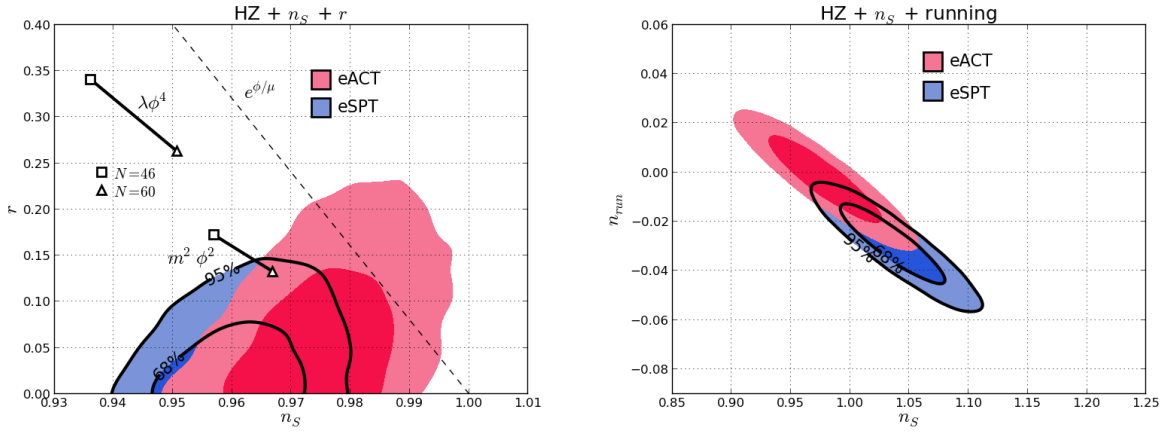 HZ + n_S + r
0.40
0.35
0.30
0.25
0.20
0.15
0.10
0.05
0.00
r
λϕ⁴
e^{ϕ/μ}
eACT
eSPT
N=46
N=60
m² ϕ²
95%
68%
0.93 0.94 0.95 0.96 0.97 0.98 0.99 1.00 1.01
n_S
HZ + n_S + running
0.06
0.04
0.02
0.00
−0.02
−0.04
−0.06
−0.08
n_run
eACT
eSPT
95%
68%
0.85 0.90 0.95 1.00 1.05 1.10 1.15 1.20 1.25
n_S